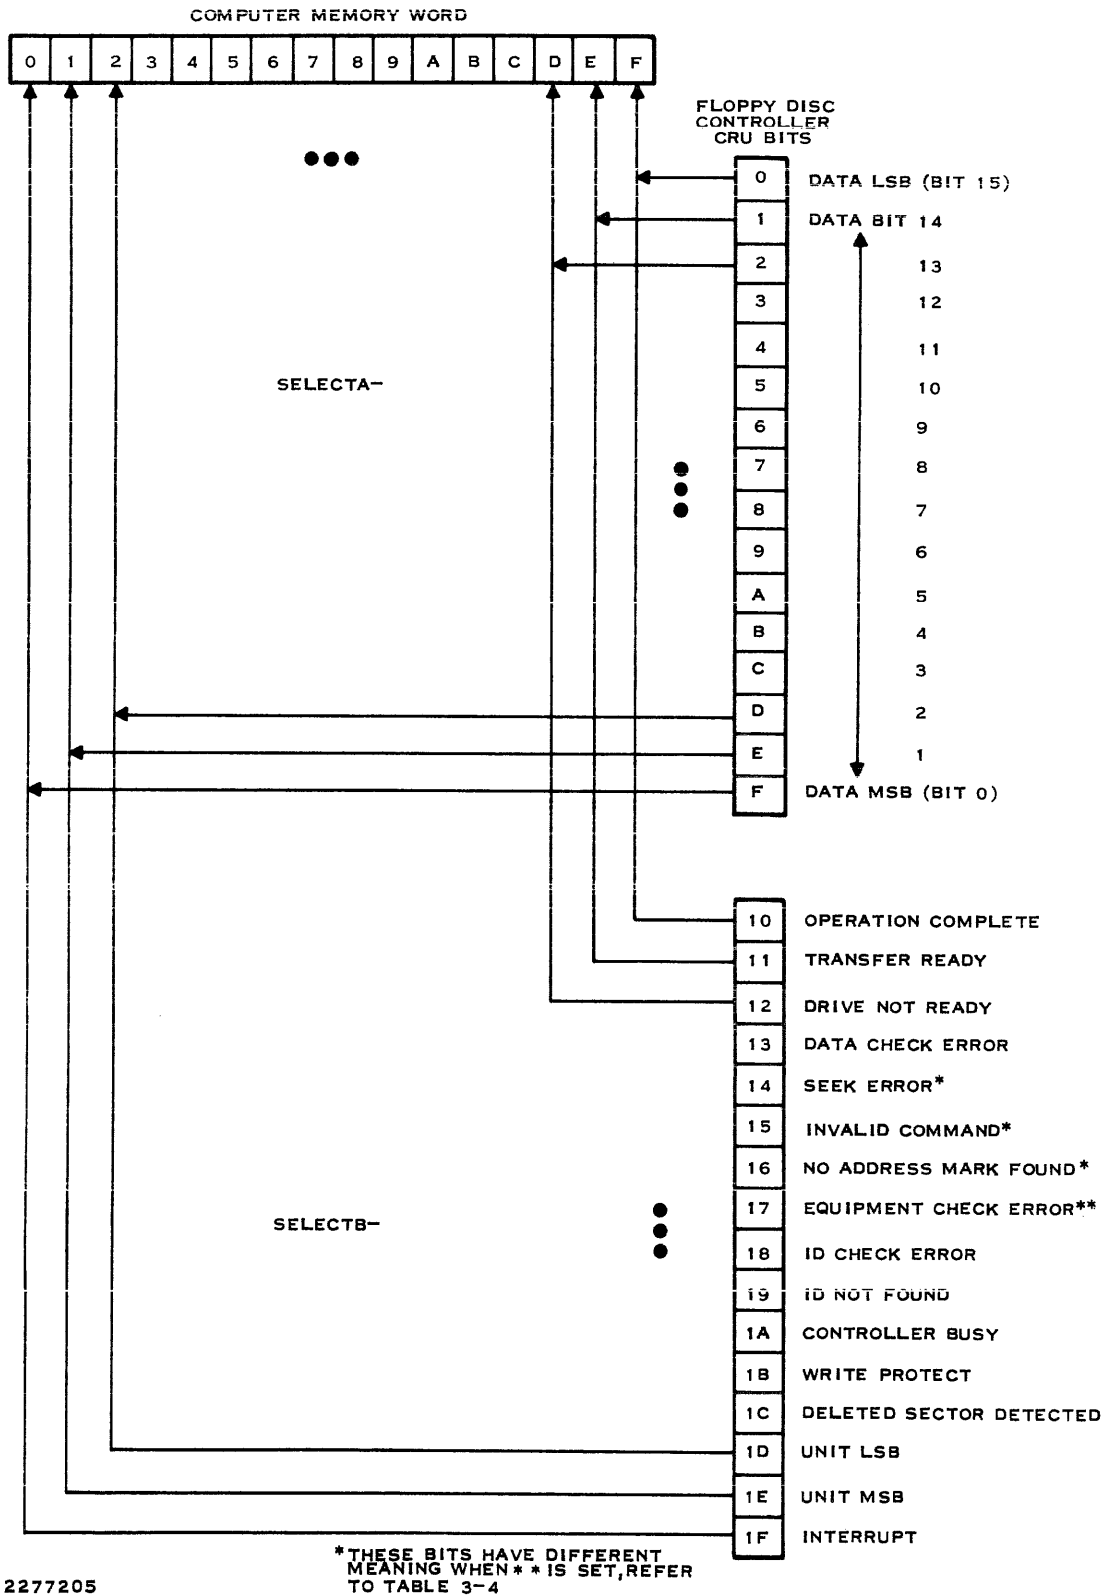 COMPUTER MEMORY WORD
0 1 2 3 4 5 6 7 8 9 A B C D E F
FLOPPY DISC
CONTROLLER
CRU BITS
0 DATA LSB (BIT 15)
1 DATA BIT 14
2 13
3 12
4 11
SELECTA-
5 10
6 9
7 8
8 7
9 6
A 5
B 4
C 3
D 2
E 1
F DATA MSB (BIT 0)
10 OPERATION COMPLETE
11 TRANSFER READY
12 DRIVE NOT READY
13 DATA CHECK ERROR
14 SEEK ERROR*
15 INVALID COMMAND*
16 NO ADDRESS MARK FOUND*
17 EQUIPMENT CHECK ERROR**
SELECTB-
18 ID CHECK ERROR
19 ID NOT FOUND
1A CONTROLLER BUSY
1B WRITE PROTECT
1C DELETED SECTOR DETECTED
1D UNIT LSB
1E UNIT MSB
1F INTERRUPT
*THESE BITS HAVE DIFFERENT
MEANING WHEN ** IS SET, REFER
TO TABLE 3-4
2277205